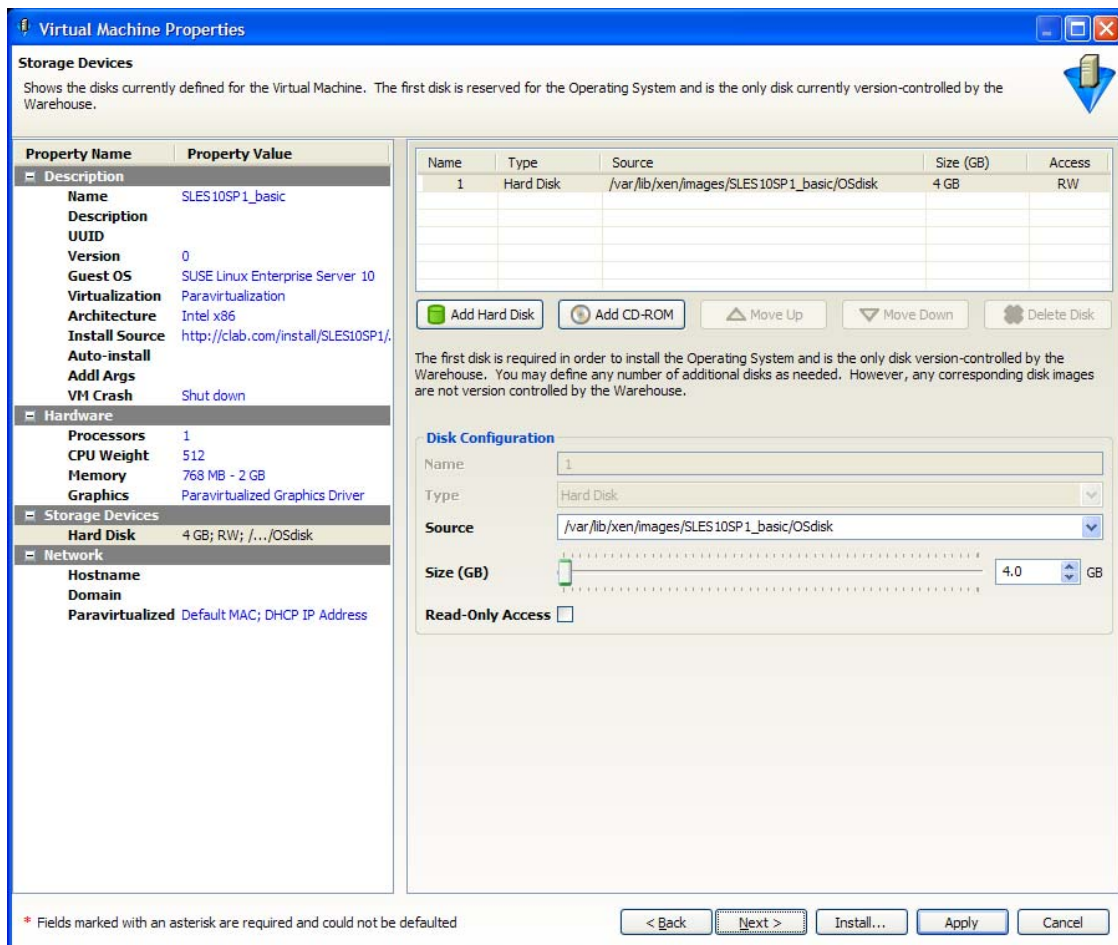 Virtual Machine Properties
Storage Devices
Shows the disks currently defined for the Virtual Machine. The first disk is reserved for the Operating System and is the only disk currently version-controlled by the
Warehouse.
Property Name Property Value
Description
Name SLES10SP1_basic
Description
UUID
Version 0
Guest OS SUSE Linux Enterprise Server 10
Virtualization Paravirtualization
Architecture Intel x86
Install Source http://clab.com/install/SLES10SP1/.
Auto-install
Addl Args
VM Crash Shut down
Hardware
Processors 1
CPU Weight 512
Memory 768 MB - 2 GB
Graphics Paravirtualized Graphics Driver
Storage Devices
Hard Disk 4 GB; RW; /.../OSdisk
Network
Hostname
Domain
Paravirtualized Default MAC; DHCP IP Address
Name Type Source Size (GB) Access
1 Hard Disk /var/lib/xen/images/SLES10SP1_basic/OSdisk 4 GB RW
Add Hard Disk Add CD-ROM Move Up Move Down Delete Disk
The first disk is required in order to install the Operating System and is the only disk version-controlled by the
Warehouse. You may define any number of additional disks as needed. However, any corresponding disk images
are not version controlled by the Warehouse.
Disk Configuration
Name 1
Type Hard Disk
Source /var/lib/xen/images/SLES10SP1_basic/OSdisk
Size (GB) 4.0 GB
Read-Only Access
* Fields marked with an asterisk are required and could not be defaulted
< Back Next > Install... Apply Cancel